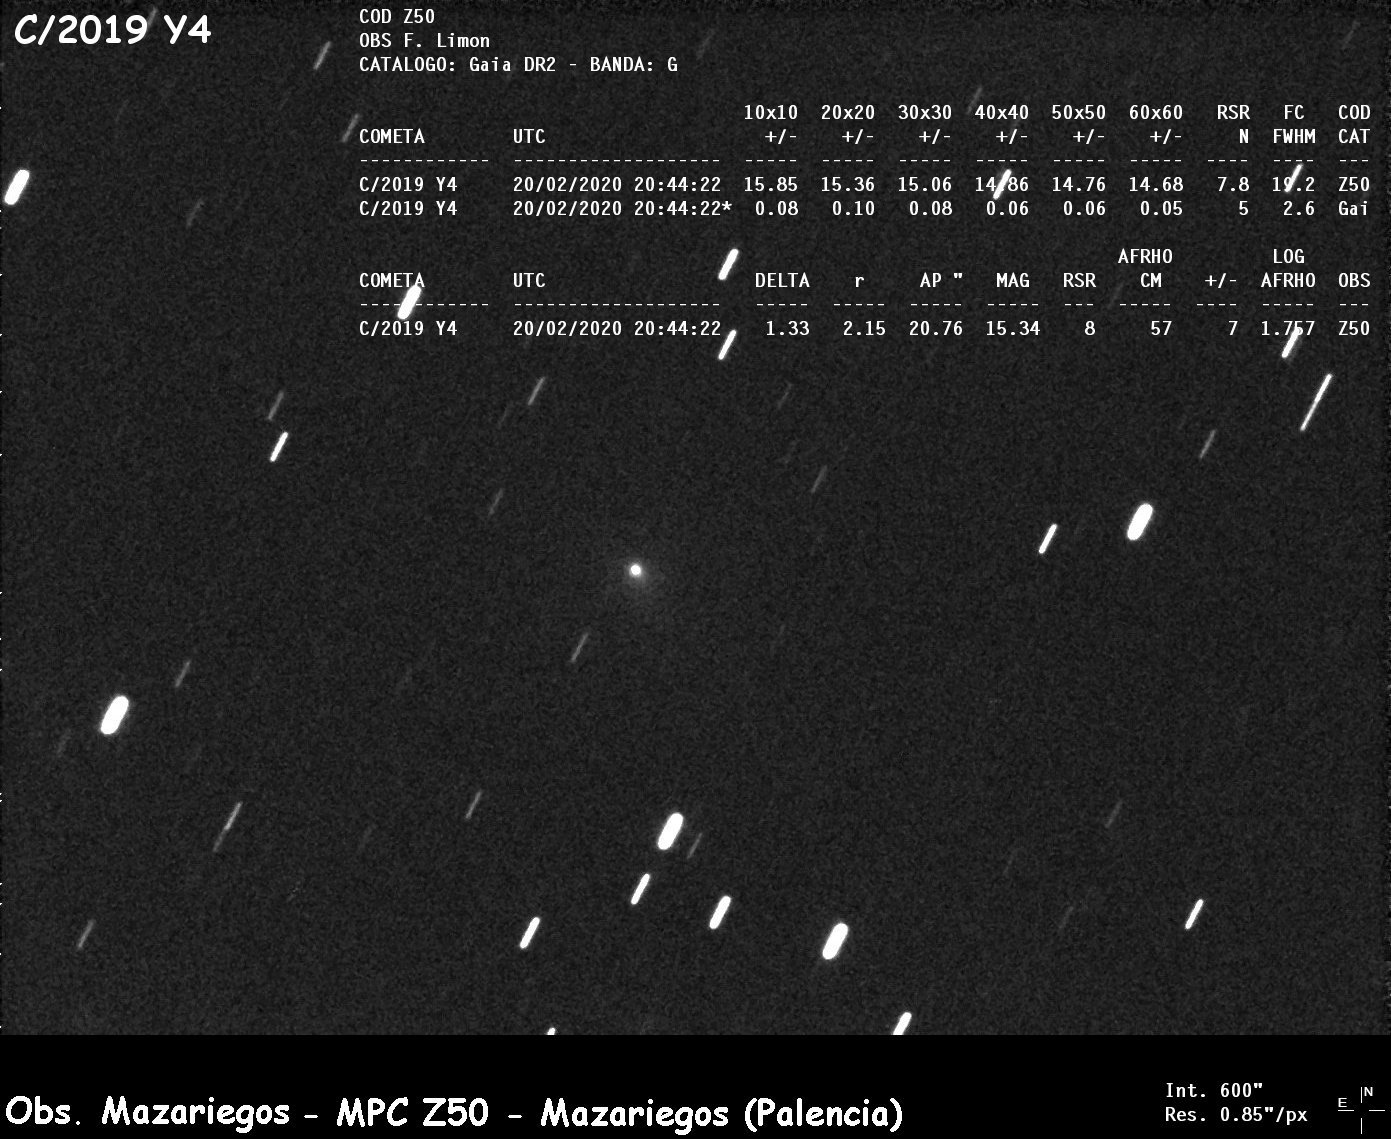 C/2019 Y4
COD Z50
OBS F. Limon
CATALOGO: Gaia DR2 - BANDA: G
10x10 20x20 30x30 40x40 50x50 60x60 RSR FC COD
COMETA UTC +/- +/- +/- +/- +/- +/- N FWHM CAT
------------ ------------------- ----- ----- ----- ----- ----- ----- ---- ---- ---
C/2019 Y4 20/02/2020 20:44:22 15.85 15.36 15.06 14.86 14.76 14.68 7.8 19.2 Z50
C/2019 Y4 20/02/2020 20:44:22* 0.08 0.10 0.08 0.06 0.06 0.05 5 2.6 Gai
AFRHO LOG
COMETA UTC DELTA r AP " MAG RSR CM +/- AFRHO OBS
------------ ------------------- ----- ----- ----- ----- --- ----- ---- ----- ---
C/2019 Y4 20/02/2020 20:44:22 1.33 2.15 20.76 15.34 8 57 7 1.757 Z50
Int. 600"
Res. 0.85"/px
N
E
Obs. Mazariegos - MPC Z50 - Mazariegos (Palencia)